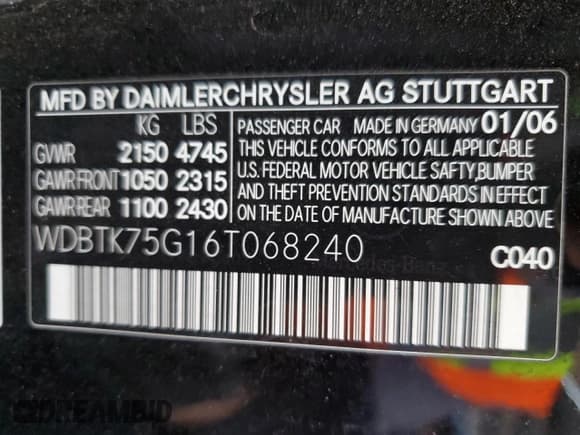 MFD BY DAIMLERCHRYSLER AG STUTTGART
KG LBS
GVWR 2150 4745
GAWR FRONT 1050 2315
GAWR REAR 1100 2430
PASSENGER CAR MADE IN GERMANY 01/06
THIS VEHICLE CONFORMS TO ALL APPLICABLE
U.S. FEDERAL MOTOR VEHICLE SAFTY,BUMPER
AND THEFT PREVENTION STANDARDS IN EFFECT
ON THE DATE OF MANUFACTURE SHOWN ABOVE.
WDBTK75G16T068240
C040
DREAMBID